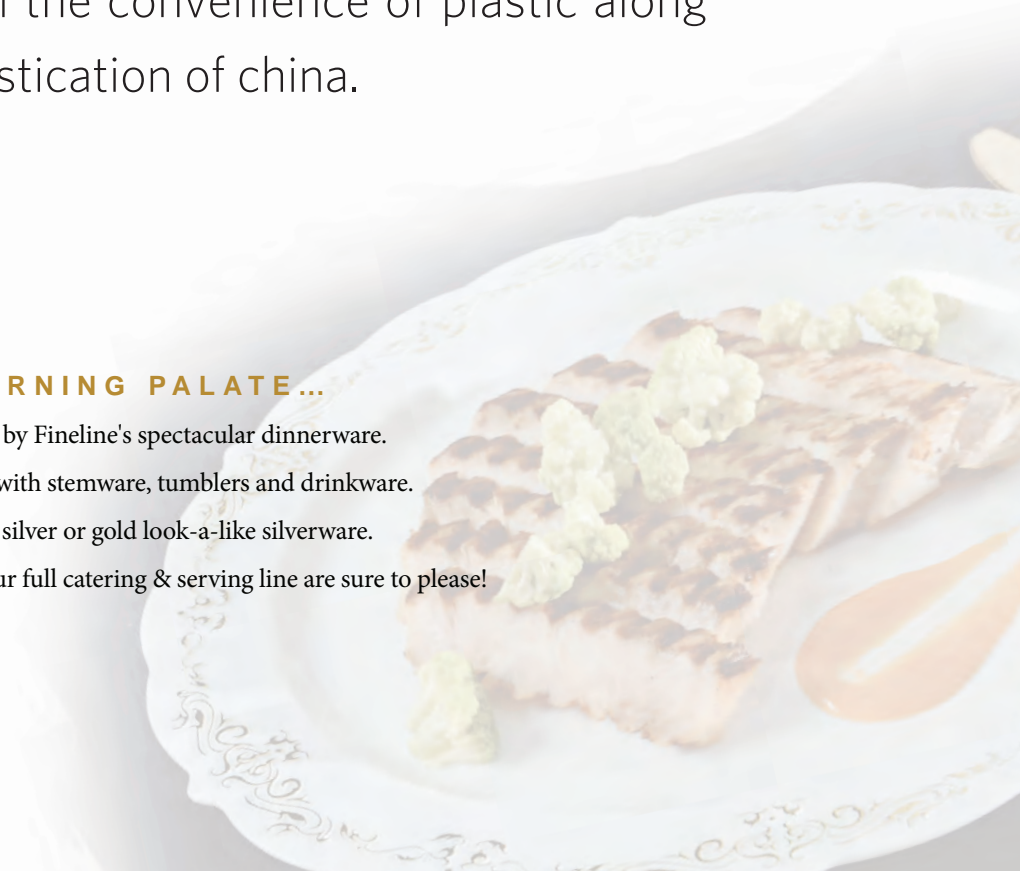 the convenience of plastic along
stication of china.
RNING PALATE...
by Fineline's spectacular dinnerware.
with stemware, tumblers and drinkware.
silver or gold look-a-like silverware.
ur full catering & serving line are sure to please!